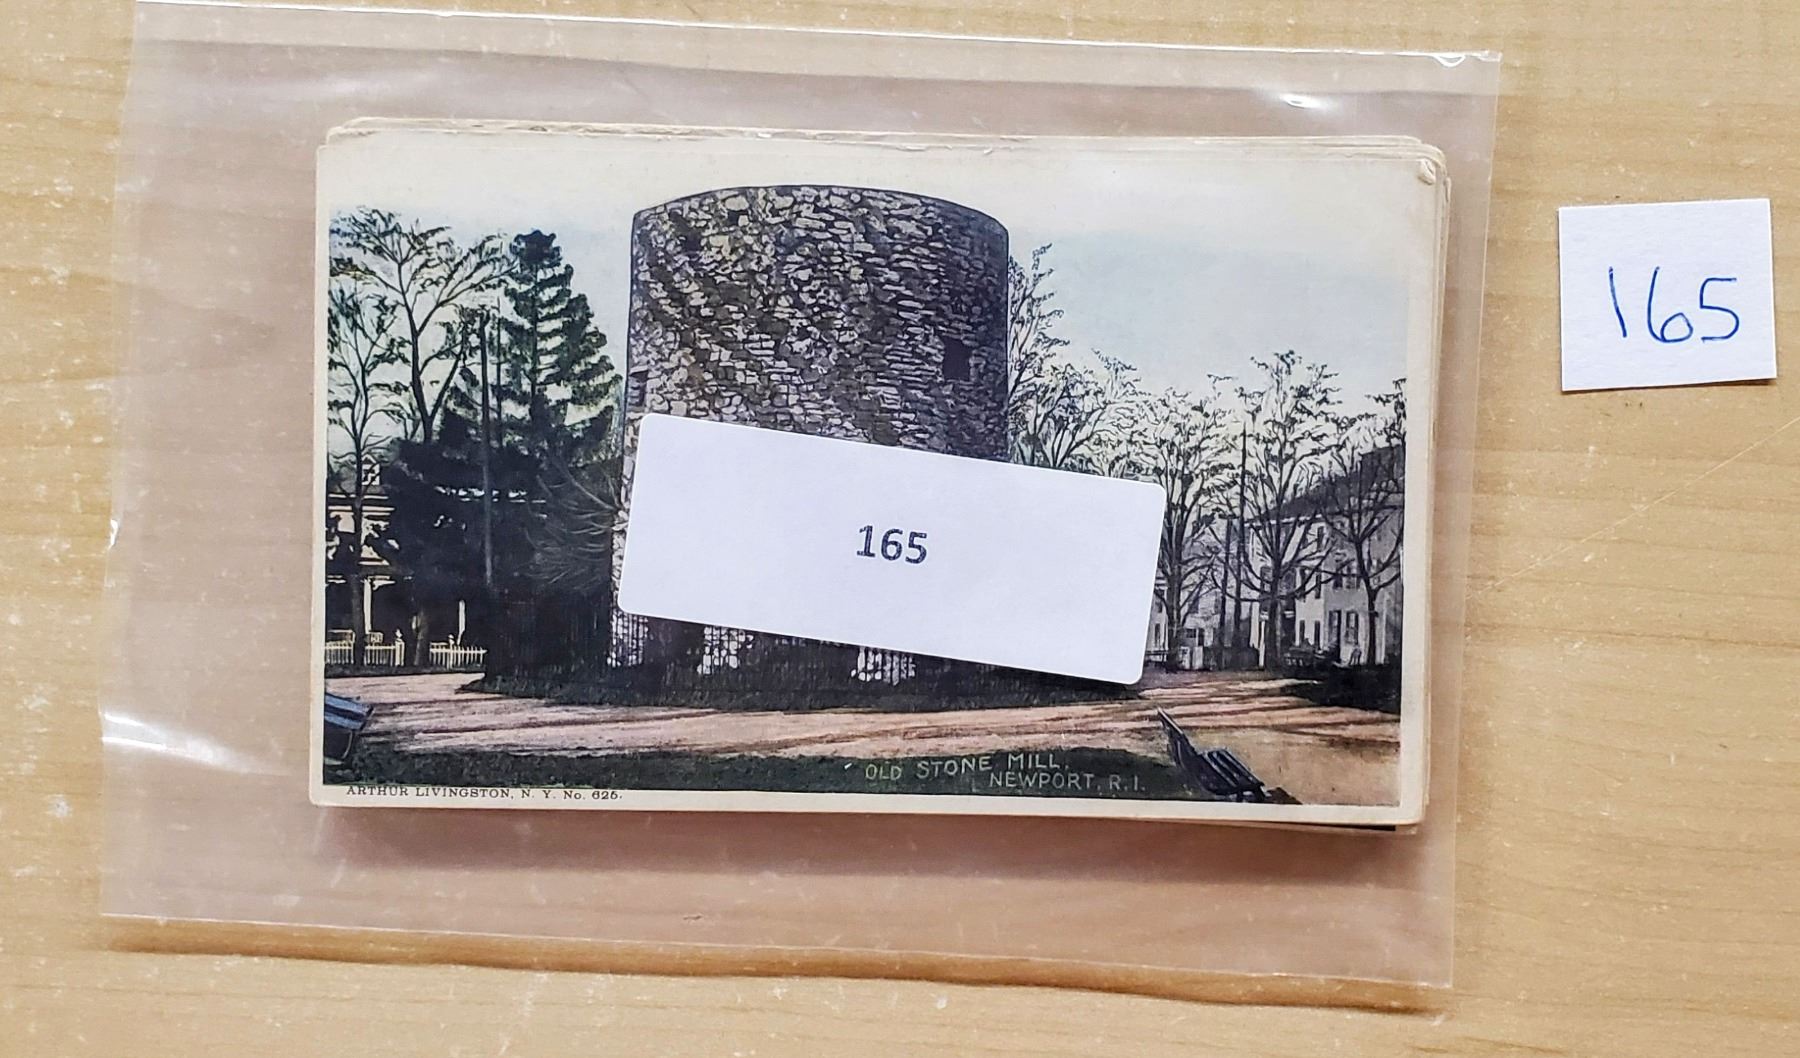 165
165
OLD STONE MILL,
NEWPORT, R.I.
ARTHUR LIVINGSTON, N. Y. No. 625.